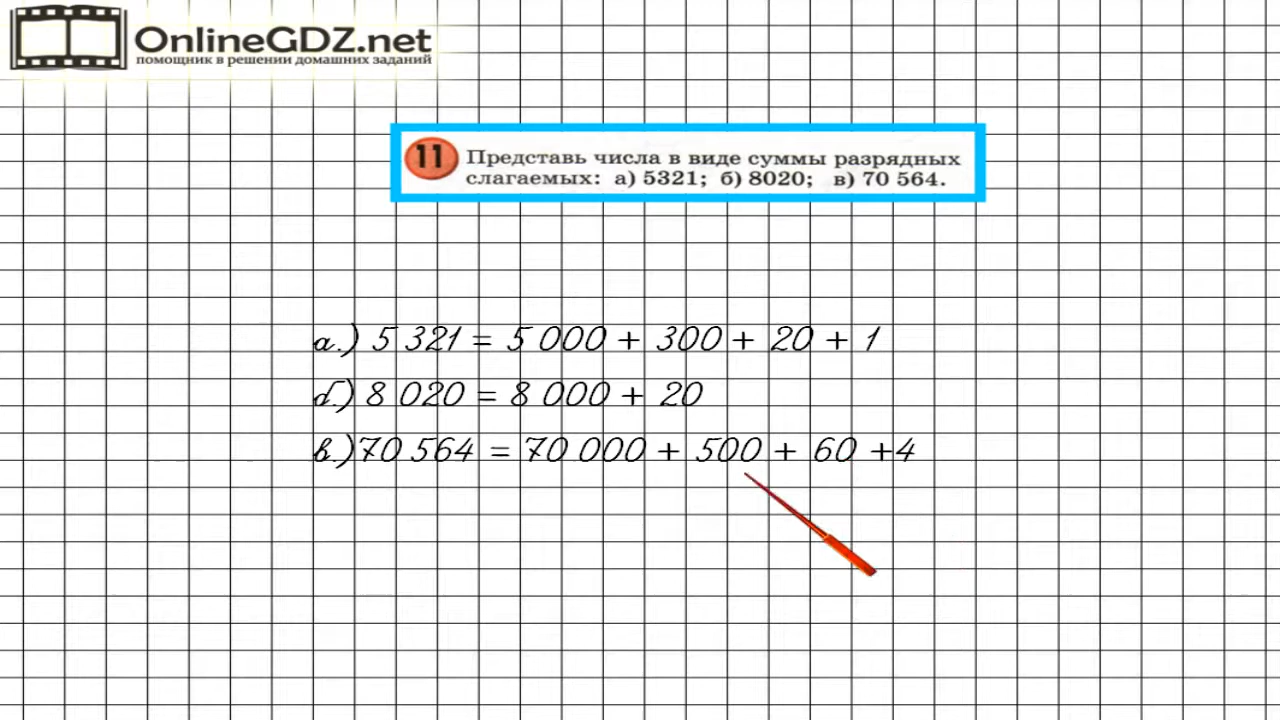 OnlineGDZ.net
помощник в решении домашних заданий
11 Представь числа в виде суммы разрядных
слагаемых: а) 5321; б) 8020; в) 70 564.
а.) 5 321 = 5 000 + 300 + 20 + 1
б.) 8 020 = 8 000 + 20
в.)70 564 = 70 000 + 500 + 60 +4